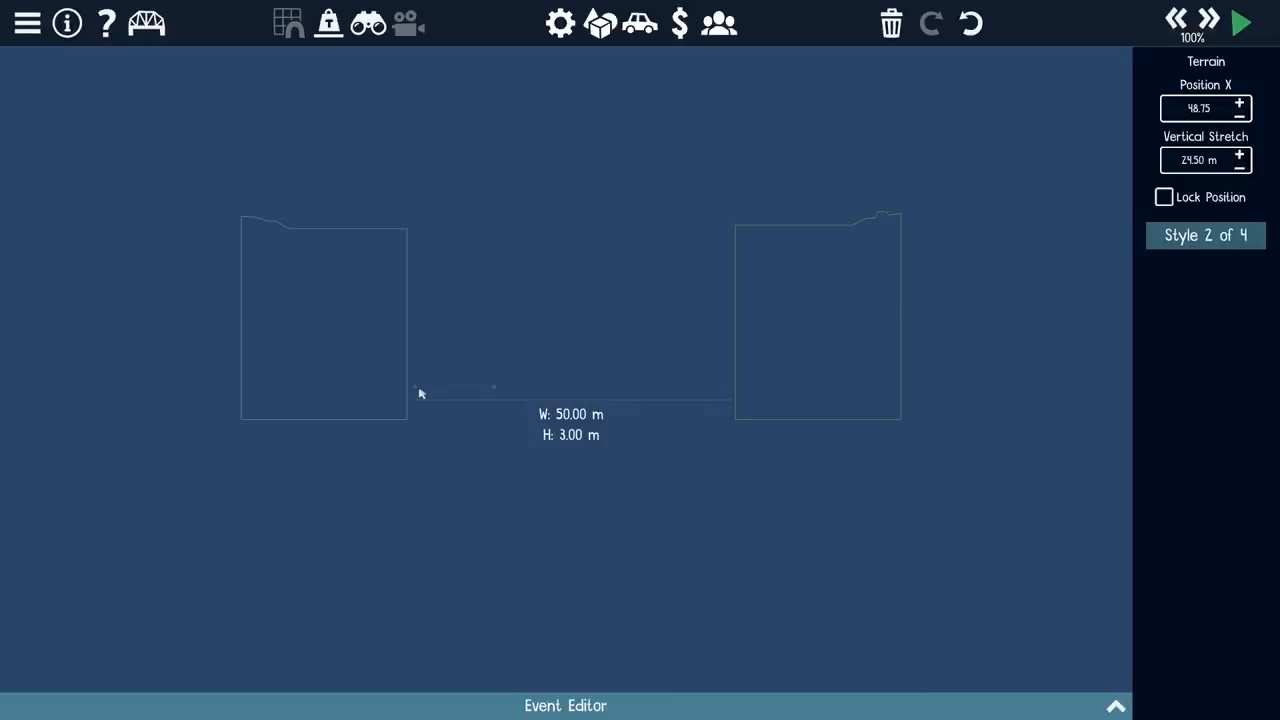 T
$
100%
Terrain
Position X
48.75
Vertical Stretch
24.50 m
Lock Position
Style 2 of 4
W: 50.00 m
H: 3.00 m
Event Editor